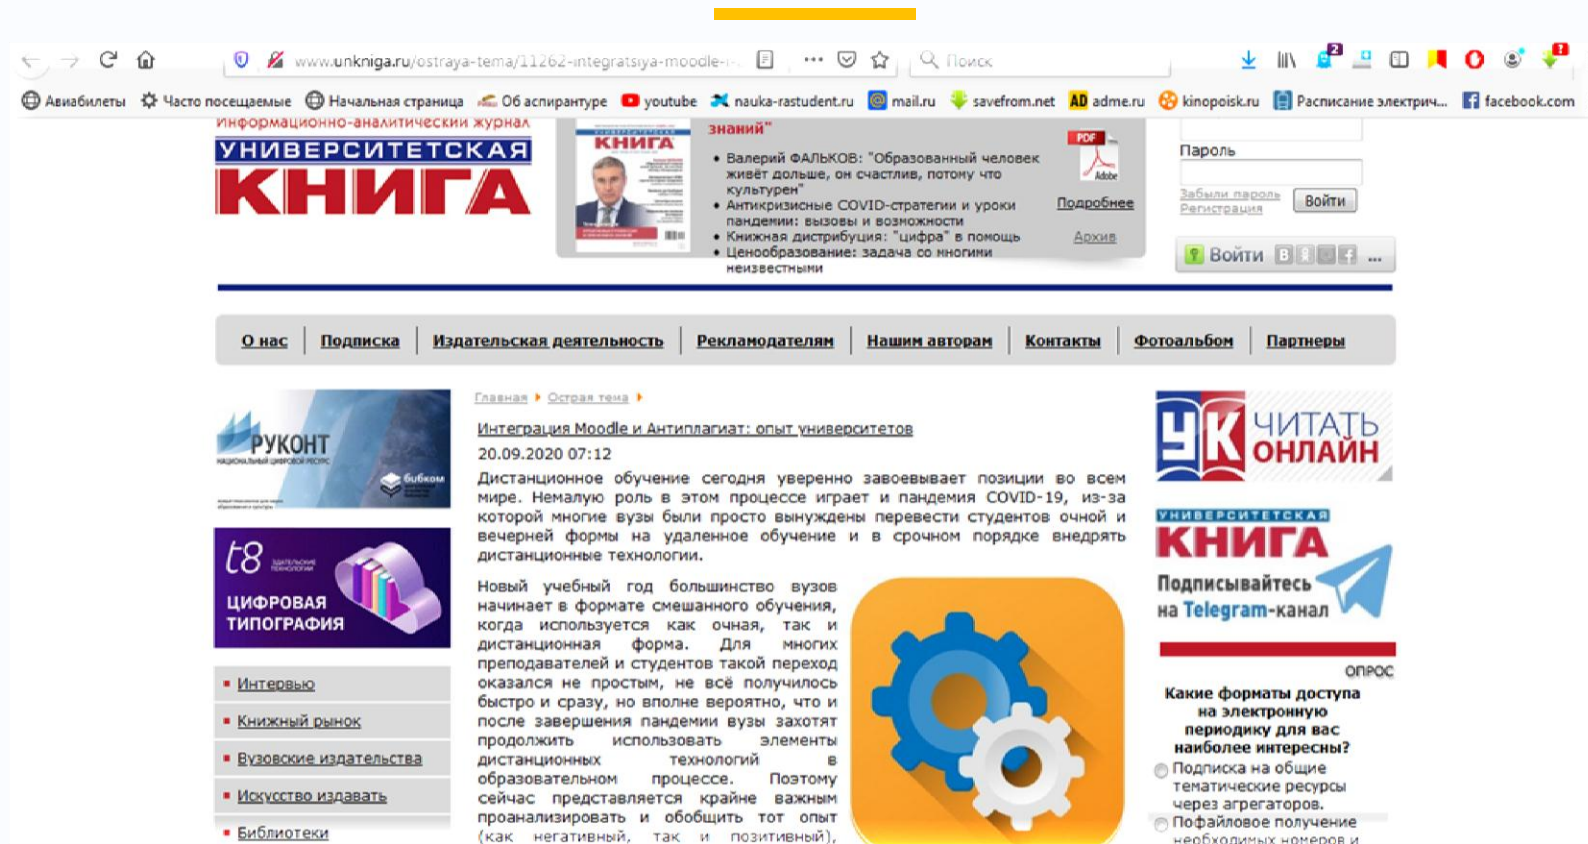 www.unkniga.ru/ostraya-tema/11262-integratsiya-moodle-i-
Поиск
2
Авиабилеты Часто посещаемые Начальная страница Об аспирантуре youtube nauka-rastudent.ru mail.ru savefrom.net AD adme.ru kinopoisk.ru Расписание электрич... facebook.com
Информационно-аналитический журнал
УНИВЕРСИТЕТСКАЯ
КНИГА
КНИГА
знаний"
• Валерий ФАЛЬКОВ: "Образованный человек
живёт дольше, он счастлив, потому что
культурен"
• Антикризисные COVID-стратегии и уроки
пандемии: вызовы и возможности
• Книжная дистрибуция: "цифра" в помощь
• Ценообразование: задача со многими
неизвестными
PDF
Adobe
Подробнее
Архив
Пароль
Забыли пароль
Регистрация
Войти
Войти ...
О нас Подписка Издательская деятельность Рекламодателям Нашим авторам Контакты Фотоальбом Партнеры
РУКОНТ
НАЦИОНАЛЬНЫЙ ЦИФРОВОЙ РЕСУРС
бибком
t8
ЦИФРОВАЯ
ТИПОГРАФИЯ
Интервью
Книжный рынок
Вузовские издательства
Искусство издавать
Библиотеки
Главная Острая тема
Интеграция Moodle и Антиплагиат: опыт университетов
20.09.2020 07:12
Дистанционное обучение сегодня уверенно завоевывает позиции во всем
мире. Немалую роль в этом процессе играет и пандемия COVID-19, из-за
которой многие вузы были просто вынуждены перевести студентов очной и
вечерней формы на удаленное обучение и в срочном порядке внедрять
дистанционные технологии.
Новый учебный год большинство вузов
начинает в формате смешанного обучения,
когда используется как очная, так и
дистанционная форма. Для многих
преподавателей и студентов такой переход
оказался не простым, не всё получилось
быстро и сразу, но вполне вероятно, что и
после завершения пандемии вузы захотят
продолжить использовать элементы
дистанционных технологий в
образовательном процессе. Поэтому
сейчас представляется крайне важным
проанализировать и обобщить тот опыт
(как негативный, так и позитивный),
УК ЧИТАТЬ
ОНЛАЙН
УНИВЕРСИТЕТСКАЯ
КНИГА
Подписывайтесь
на Telegram-канал
ОПРОС
Какие форматы доступа
на электронную
периодику для вас
наиболее интересны?
Подписка на общие
тематические ресурсы
через агрегаторов.
Пофайловое получение
необходимых номеров и